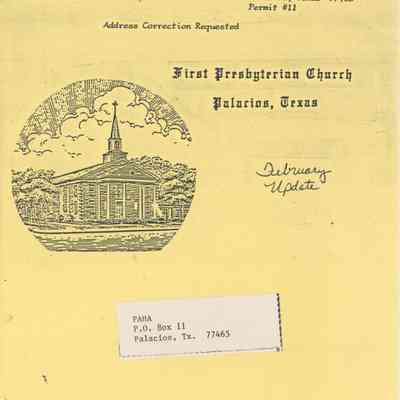 Permit #11
Address Correction Requested
First Presbyterian Church
Palacios, Texas
February
Update
PAHA
P.O. Box 11
Palacios, Tx. 77465